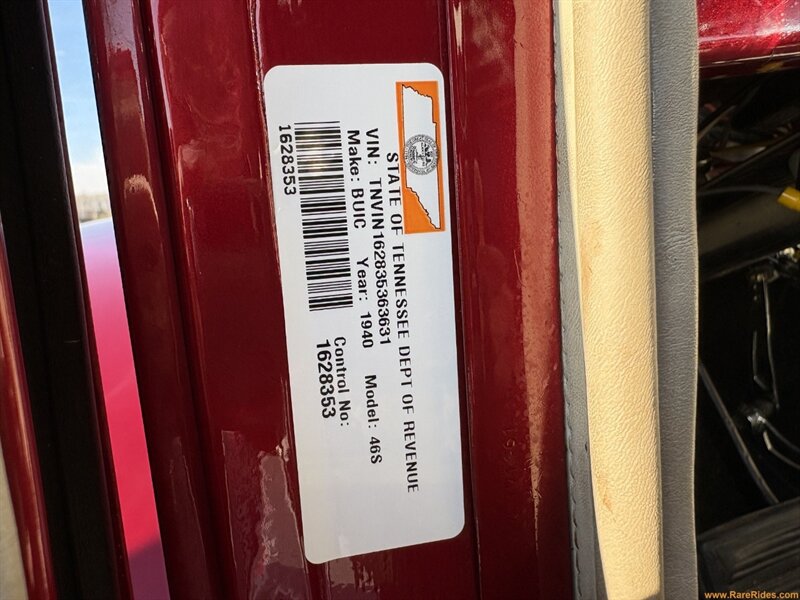 STATE OF TENNESSEE DEPT OF REVENUE
VIN: TNVIN162835363631
Make: BUIC Year: 1940 Model: 46S
Control No:
1628353
1628353
www.RareRides.com